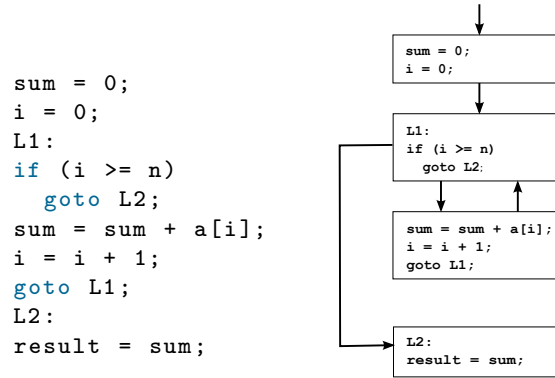 sum = 0;
i = 0;
L1:
if (i >= n)
  goto L2;
sum = sum + a[i];
i = i + 1;
goto L1;
L2:
result = sum;
sum = 0;
i = 0;
L1:
if (i >= n)
  goto L2;
sum = sum + a[i];
i = i + 1;
goto L1;
L2:
result = sum;